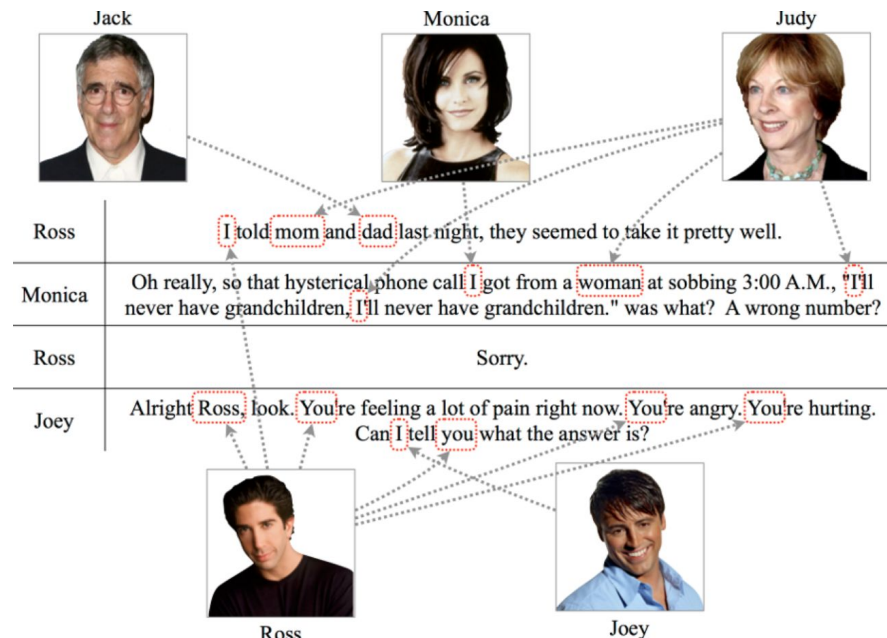 Jack Monica Judy
Ross I told mom and dad last night, they seemed to take it pretty well.
Oh really, so that hysterical phone call I got from a woman at sobbing 3:00 A.M., "I'll
Monica
never have grandchildren, I'll never have grandchildren." was what? A wrong number?
Ross Sorry.
Alright Ross, look. You're feeling a lot of pain right now. You're angry. You're hurting.
Joey
Can I tell you what the answer is?
Ross Joey